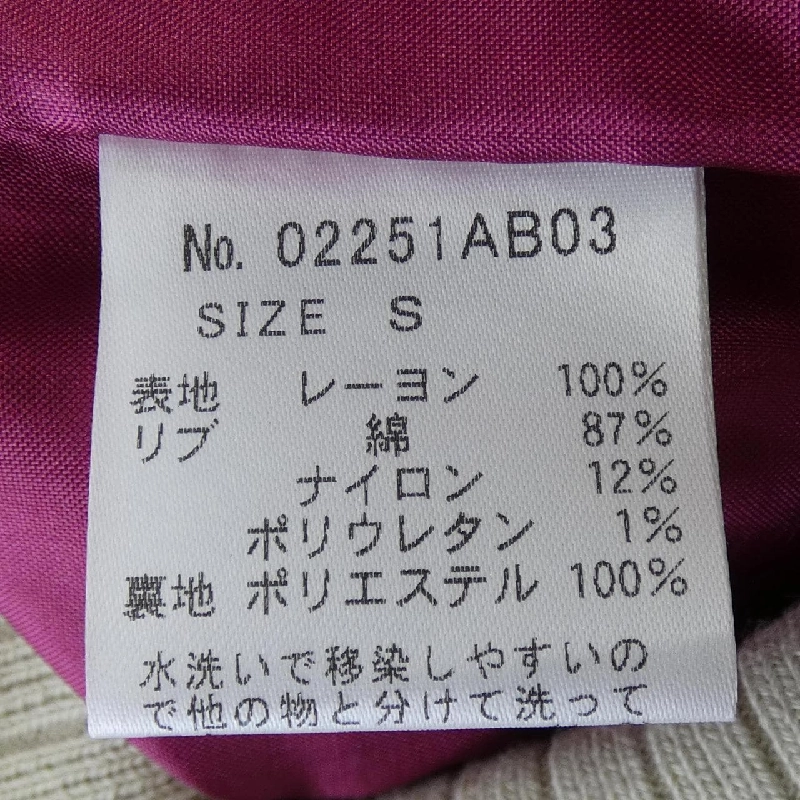 No. 02251AB03
SIZE S
表地 レーヨン 100%
リブ 綿 87%
ナイロン 12%
ポリウレタン 1%
裏地 ポリエステル 100%
水洗いで移染しやすいの
で他の物と分けて洗って